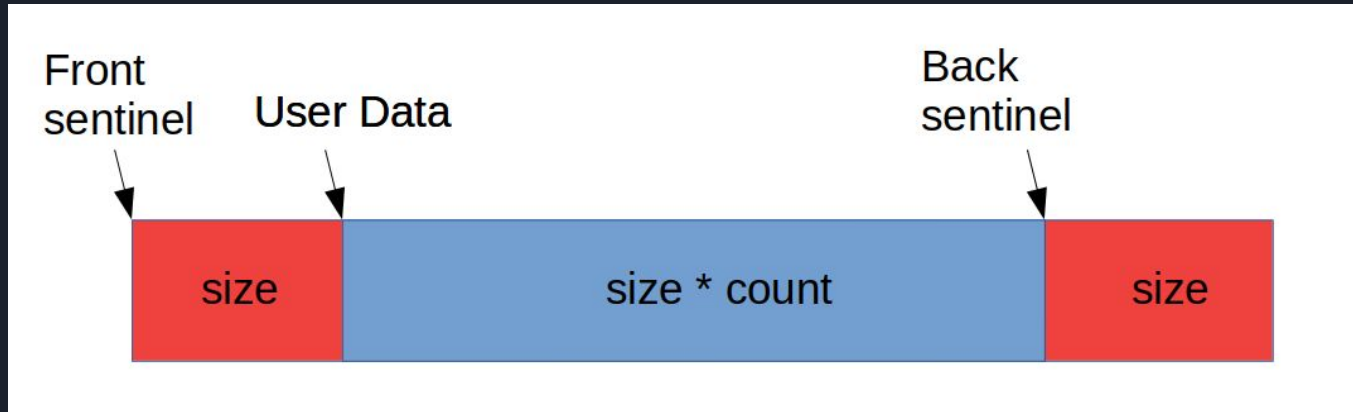 Front
sentinel
User Data
Back
sentinel
size
size * count
size